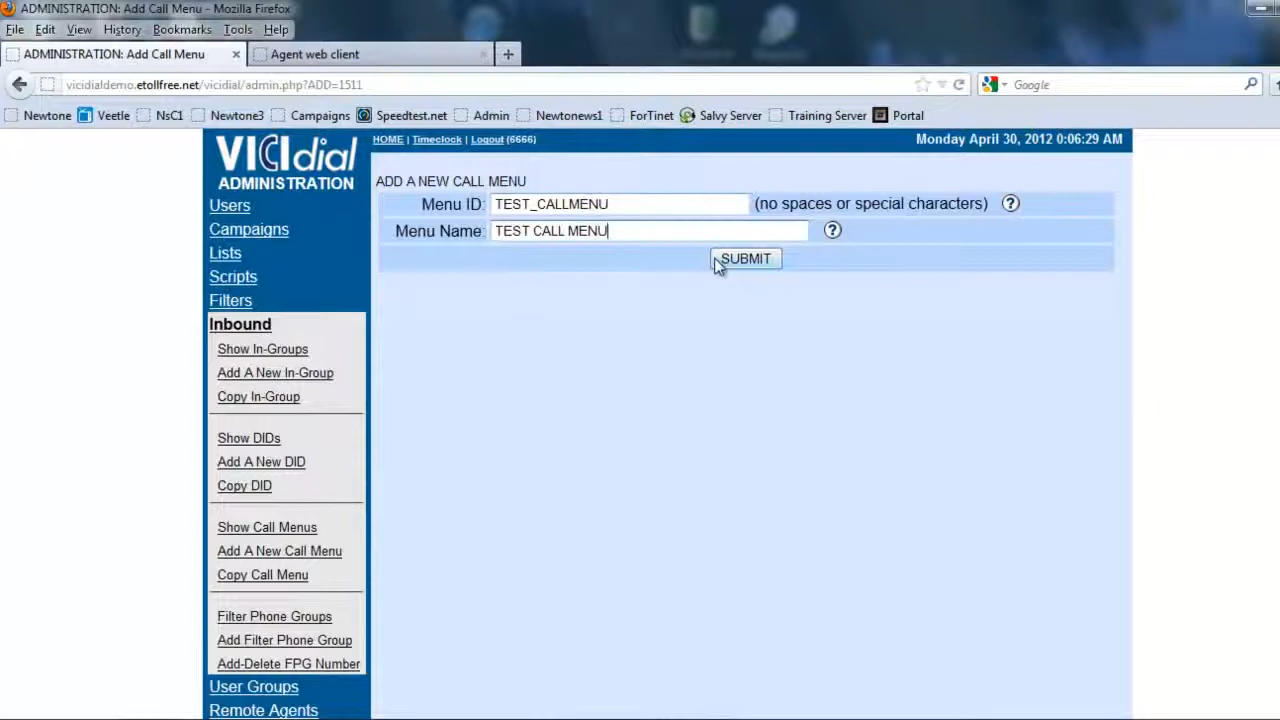 ADMINISTRATION: Add Call Menu - Mozilla Firefox
File Edit View History Bookmarks Tools Help
ADMINISTRATION: Add Call Menu × Agent web client × +
vicidialdemo.etollfree.net/vicidial/admin.php?ADD=1511 Google
Newtone Veetle NsC1 Newtone3 Campaigns Speedtest.net Admin Newtonews1 ForTinet Salvy Server Training Server Portal
VICIdial
ADMINISTRATION
HOME | Timeclock | Logout (6666) Monday April 30, 2012 0:06:29 AM
ADD A NEW CALL MENU
Menu ID: TEST_CALLMENU (no spaces or special characters) ?
Menu Name: TEST CALL MENU ?
SUBMIT
Users
Campaigns
Lists
Scripts
Filters
Inbound
Show In-Groups
Add A New In-Group
Copy In-Group
Show DIDs
Add A New DID
Copy DID
Show Call Menus
Add A New Call Menu
Copy Call Menu
Filter Phone Groups
Add Filter Phone Group
Add-Delete FPG Number
User Groups
Remote Agents